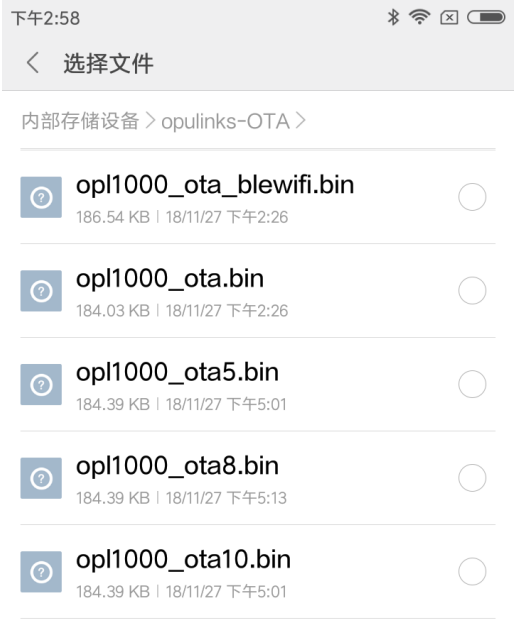 下午2:58
选择文件
内部存储设备 > opulinks-OTA >
opl1000_ota_blewifi.bin
186.54 KB | 18/11/27 下午2:26
opl1000_ota.bin
184.03 KB | 18/11/27 下午2:26
opl1000_ota5.bin
184.39 KB | 18/11/27 下午5:01
opl1000_ota8.bin
184.39 KB | 18/11/27 下午5:13
opl1000_ota10.bin
184.39 KB | 18/11/27 下午5:01